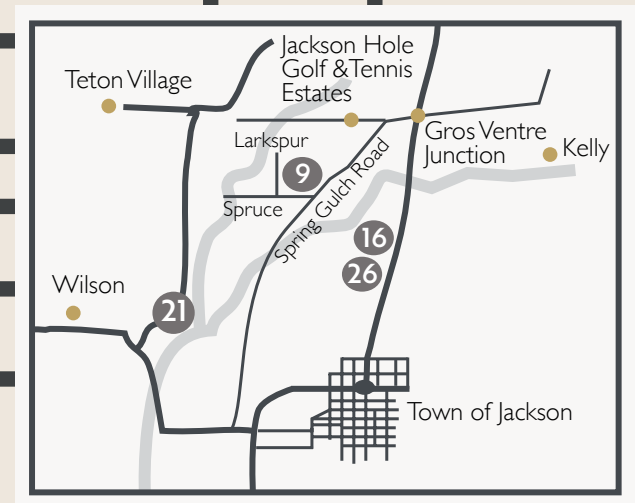 Jackson Hole
Golf &Tennis
Estates
Teton Village
Larkspur
Gros Ventre
Junction
Kelly
9
Spruce
Spring Gulch Road
16
26
Wilson
21
Town of Jackson